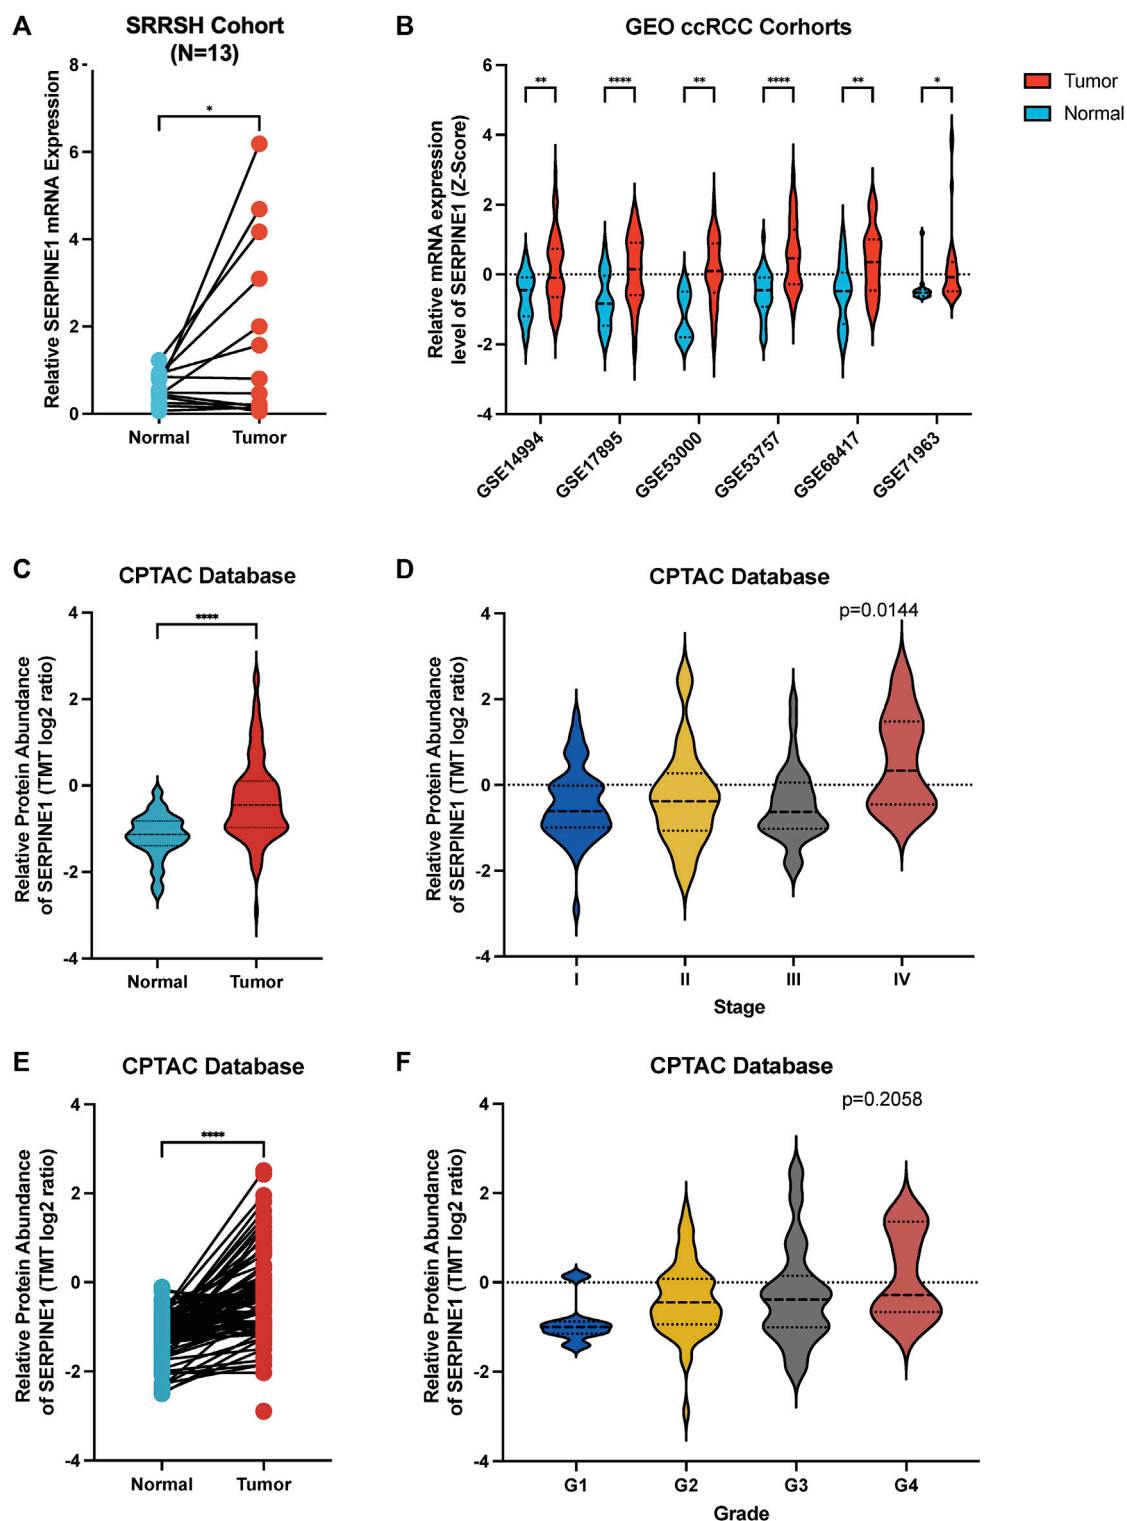 A
SRRSH Cohort
(N=13)
Relative SERPINE1 mRNA Expression
8
6
4
2
0
*
Normal
Tumor
B
GEO ccRCC Corhorts
Relative mRNA expression
level of SERPINE1 (Z-Score)
6
4
2
0
-2
-4
**
****
**
****
**
*
GSE14994
GSE17895
GSE53000
GSE53757
GSE68417
GSE71963
Tumor
Normal
C
CPTAC Database
Relative Protein Abundance
of SERPINE1 (TMT log2 ratio)
4
2
0
-2
-4
****
Normal
Tumor
D
CPTAC Database
p=0.0144
Relative Protein Abundance
of SERPINE1 (TMT log2 ratio)
4
2
0
-2
-4
I
II
III
IV
Stage
E
CPTAC Database
Relative Protein Abundance
of SERPINE1 (TMT log2 ratio)
4
2
0
-2
-4
****
Normal
Tumor
F
CPTAC Database
p=0.2058
Relative Protein Abundance
of SERPINE1 (TMT log2 ratio)
4
2
0
-2
-4
G1
G2
G3
G4
Grade